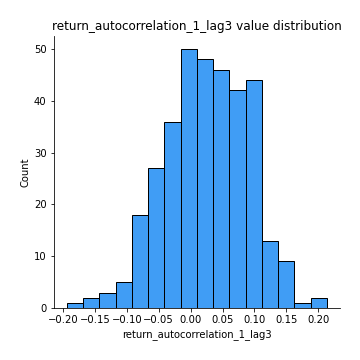 return_autocorrelation_1_lag3 value distribution
50
40
30
20
10
0
Count
−0.20 −0.15 −0.10 −0.05 0.00 0.05 0.10 0.15 0.20
return_autocorrelation_1_lag3